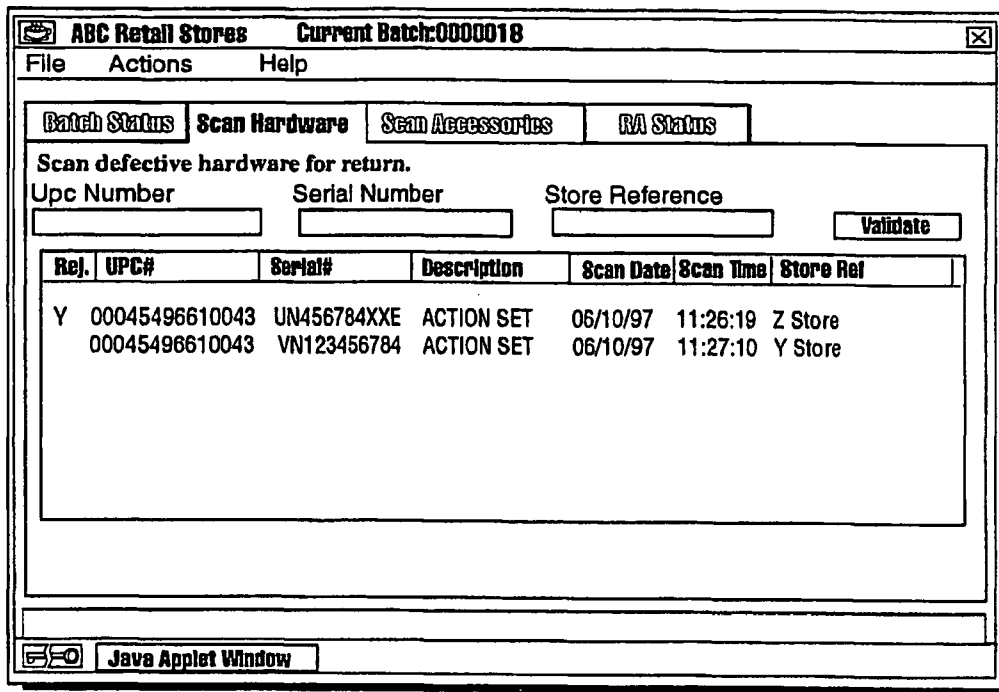 ABC Retail Stores Current Batch:0000018
File Actions Help
Batch Status Scan Hardware Scan Accessories RA Status
Scan defective hardware for return.
Upc Number Serial Number Store Reference
Validate
Rej. UPC# Serial# Description Scan Date Scan Time Store Ref
Y 00045496610043 UN456784XXE ACTION SET 06/10/97 11:26:19 Z Store
00045496610043 VN123456784 ACTION SET 06/10/97 11:27:10 Y Store
Java Applet Window